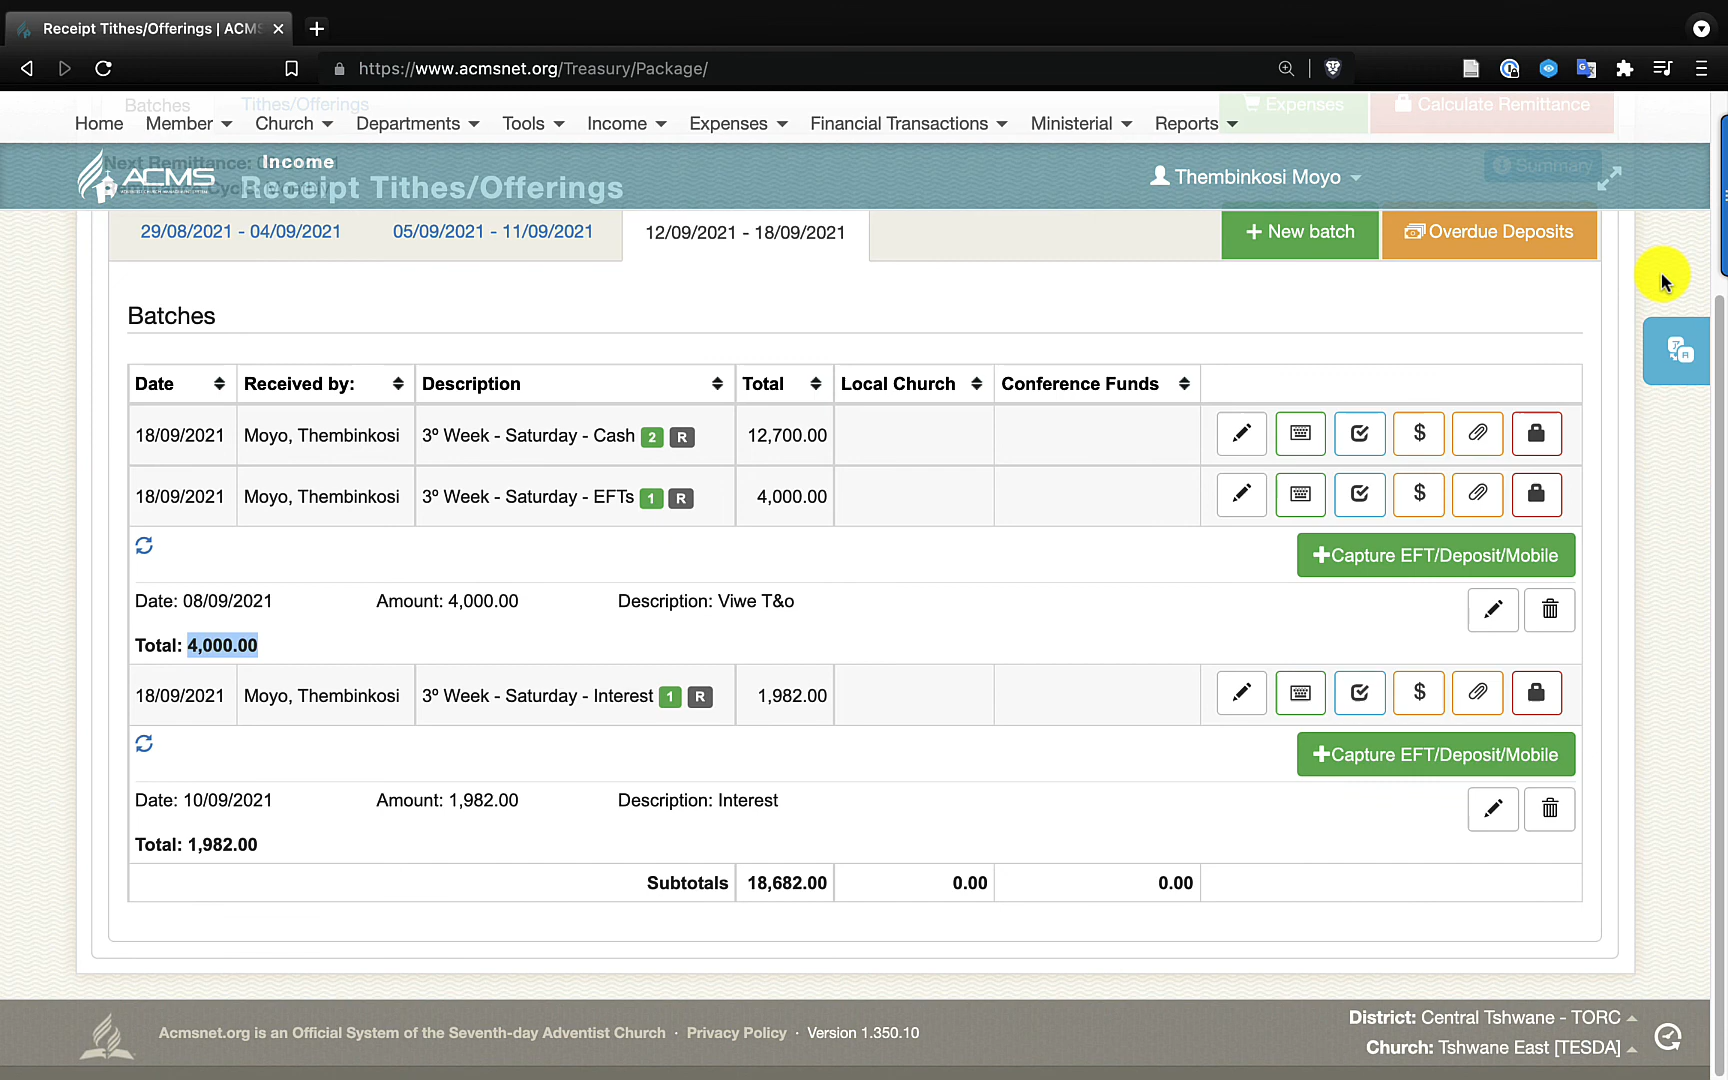 Receipt Tithes/Offerings | ACMS
https://www.acmsnet.org/Treasury/Package/
Batches Tithes/Offerings Expenses Calculate Remittance
Home Member Church Departments Tools Income Expenses Financial Transactions Ministerial Reports
Next Remittance: Income Summary
ACMS Receipt Tithes/Offerings Thembinkosi Moyo
29/08/2021 - 04/09/2021 05/09/2021 - 11/09/2021 12/09/2021 - 18/09/2021 New batch Overdue Deposits
Batches
Date Received by: Description Total Local Church Conference Funds
18/09/2021 Moyo, Thembinkosi 3º Week - Saturday - Cash 2 R 12,700.00 $
18/09/2021 Moyo, Thembinkosi 3º Week - Saturday - EFTs 1 R 4,000.00 $
+Capture EFT/Deposit/Mobile
Date: 08/09/2021 Amount: 4,000.00 Description: Viwe T&o
Total: 4,000.00
18/09/2021 Moyo, Thembinkosi 3º Week - Saturday - Interest 1 R 1,982.00 $
+Capture EFT/Deposit/Mobile
Date: 10/09/2021 Amount: 1,982.00 Description: Interest
Total: 1,982.00
Subtotals 18,682.00 0.00 0.00
Acmsnet.org is an Official System of the Seventh-day Adventist Church · Privacy Policy · Version 1.350.10
District: Central Tshwane - TORC
Church: Tshwane East [TESDA]